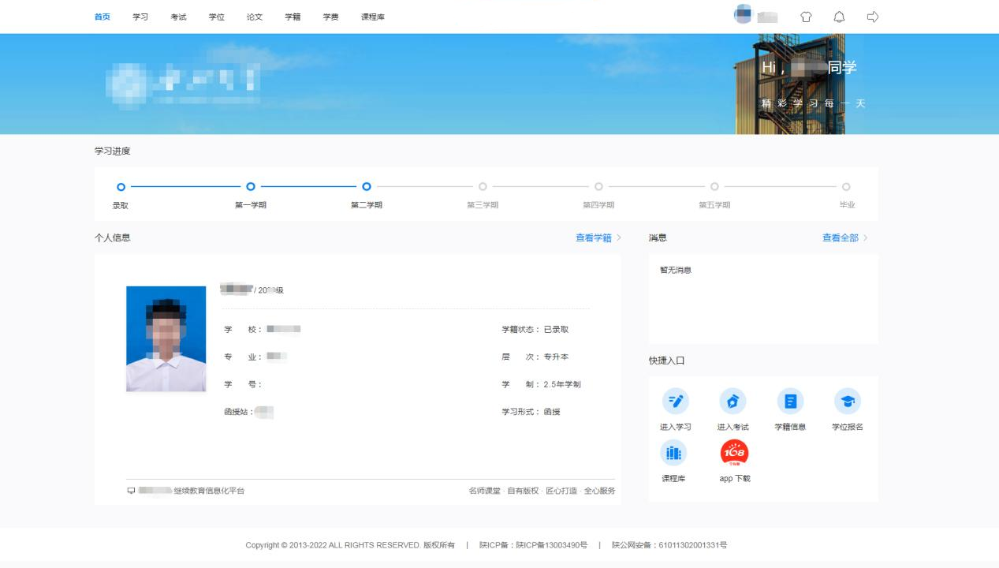 首页 学习 考试 学位 论文 学籍 学费 课程库
Hi， 同学
精彩学习每一天
学习进度
录取 第一学期 第二学期 第三学期 第四学期 第五学期 毕业
个人信息 查看学籍
/ 20 级
学 校：
学籍状态： 已录取
专 业：
层 次： 专升本
学 号：
学 制： 2.5年学制
函授站：
学习形式： 函授
继续教育信息化平台
名师课堂 · 自有版权 · 匠心打造 · 全心服务
消息 查看全部
暂无消息
快捷入口
进入学习 进入考试 学籍信息 学位报名
168
课程库 app 下载
Copyright © 2013-2022 ALL RIGHTS RESERVED. 版权所有 | 陕ICP备：陕ICP备13003490号 | 陕公网安备：61011302001331号